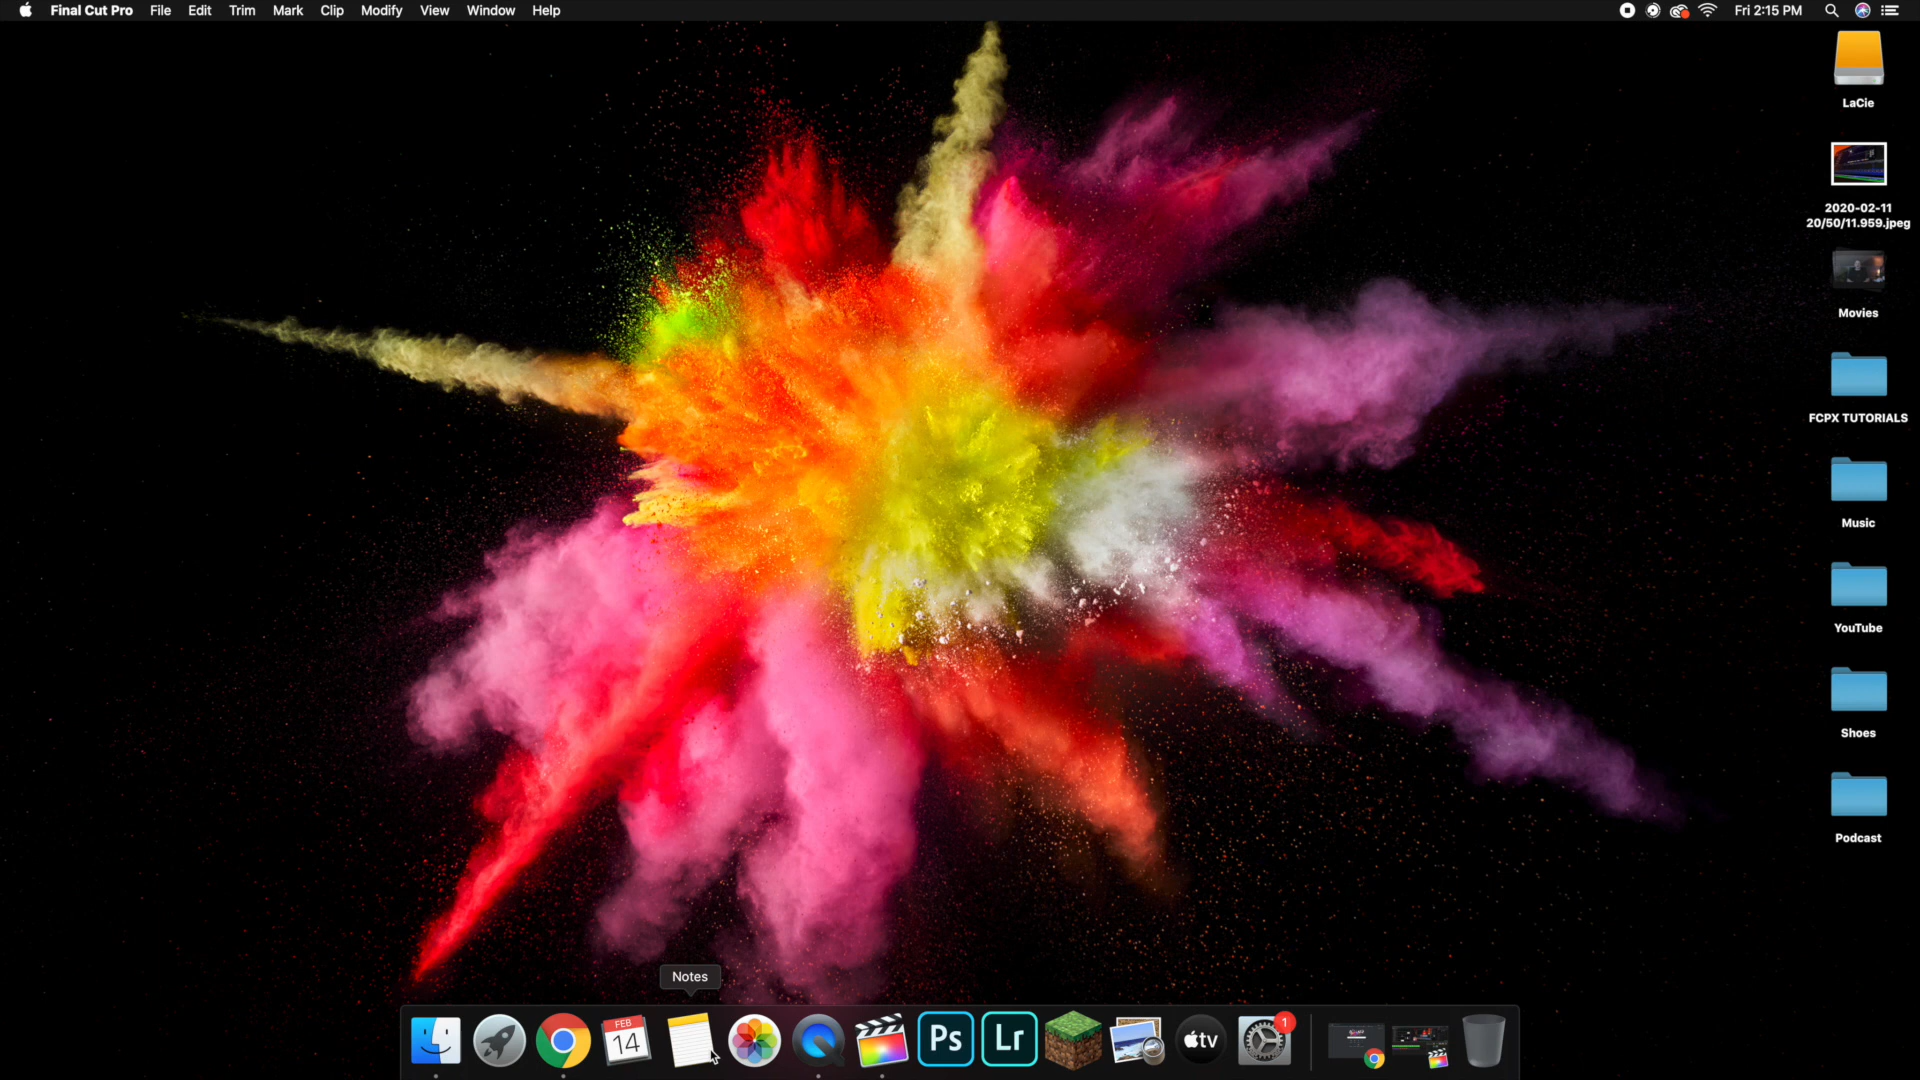 Final Cut Pro File Edit Trim Mark Clip Modify View Window Help Fri 2:15 PM
LaCie
2020-02-11
20/50/11.959.jpeg
Movies
FCPX TUTORIALS
Music
YouTube
Shoes
Podcast
Notes
FEB
14
Ps
Lr
tv
1